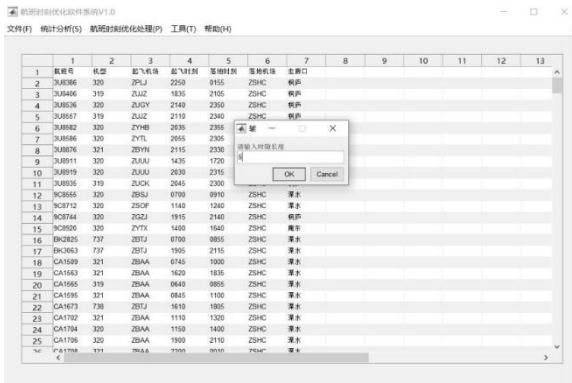 航班时刻优化软件系统V1.0
文件(F) 统计分析(S) 航班时刻优化处理(P) 工具(T) 帮助(H)
1 2 3 4 5 6 7 8 9 10 11 12 13
1 航班号 机型 起飞机场 起飞时刻 落地时刻 落地机场 走廊口
2 3U8386 320 ZPLJ 2250 0155 ZSHC 桐庐
3 3U8406 319 ZUJZ 1835 2105 ZSHC 桐庐
4 3U8536 320 ZUGY 2140 2350 ZSHC 桐庐
5 3U8557 319 ZUJZ 2110 2340 ZSHC 桐庐
6 3U8582 320 ZYHB 2035 2355
7 3U8586 320 ZYTL 2055 2305
8 3U8876 321 ZBYN 2115 2330
9 3U8911 320 ZUUU 1435 1720
10 3U8919 320 ZUUU 2030 2315
11 3U8935 319 ZUCK 2045 2300
请输入时隙长度
5
OK Cancel
12 9C8555 320 ZBSJ 0700 0910 ZSHC 溧水
13 9C8712 320 ZSOF 1140 1240 ZSHC 溧水
14 9C8744 320 ZGZJ 1915 2140 ZSHC 桐庐
15 9C8920 320 ZYTX 1400 1640 ZSHC 庵东
16 BK2825 737 ZBTJ 0700 0855 ZSHC 溧水
17 BK3063 737 ZBTJ 1905 2115 ZSHC 溧水
18 CA1509 321 ZBAA 0745 1000 ZSHC 溧水
19 CA1563 321 ZBAA 1620 1835 ZSHC 溧水
20 CA1565 319 ZBAA 0640 0855 ZSHC 溧水
21 CA1595 321 ZBAA 0845 1100 ZSHC 溧水
22 CA1673 738 ZBTJ 1610 1805 ZSHC 溧水
23 CA1702 321 ZBAA 1110 1320 ZSHC 溧水
24 CA1704 320 ZBAA 1150 1400 ZSHC 溧水
25 CA1706 320 ZBAA 1900 2110 ZSHC 溧水
26 CA1708 321 ZBAA 2200 0010 ZSHC 溧水